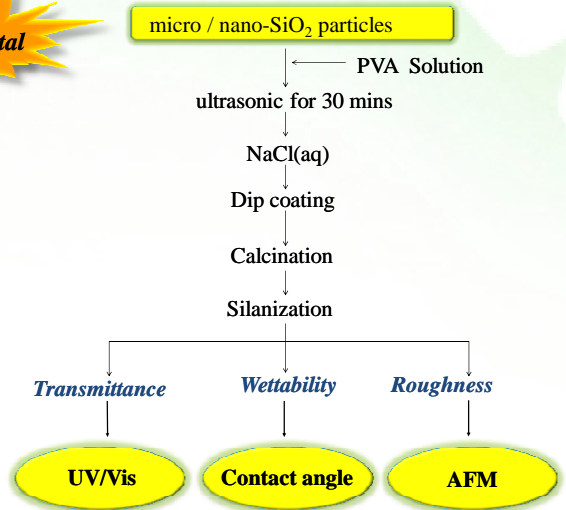 tal
micro / nano-SiO₂ particles
PVA Solution
ultrasonic for 30 mins
NaCl(aq)
Dip coating
Calcination
Silanization
Transmittance Wettability Roughness
UV/Vis Contact angle AFM